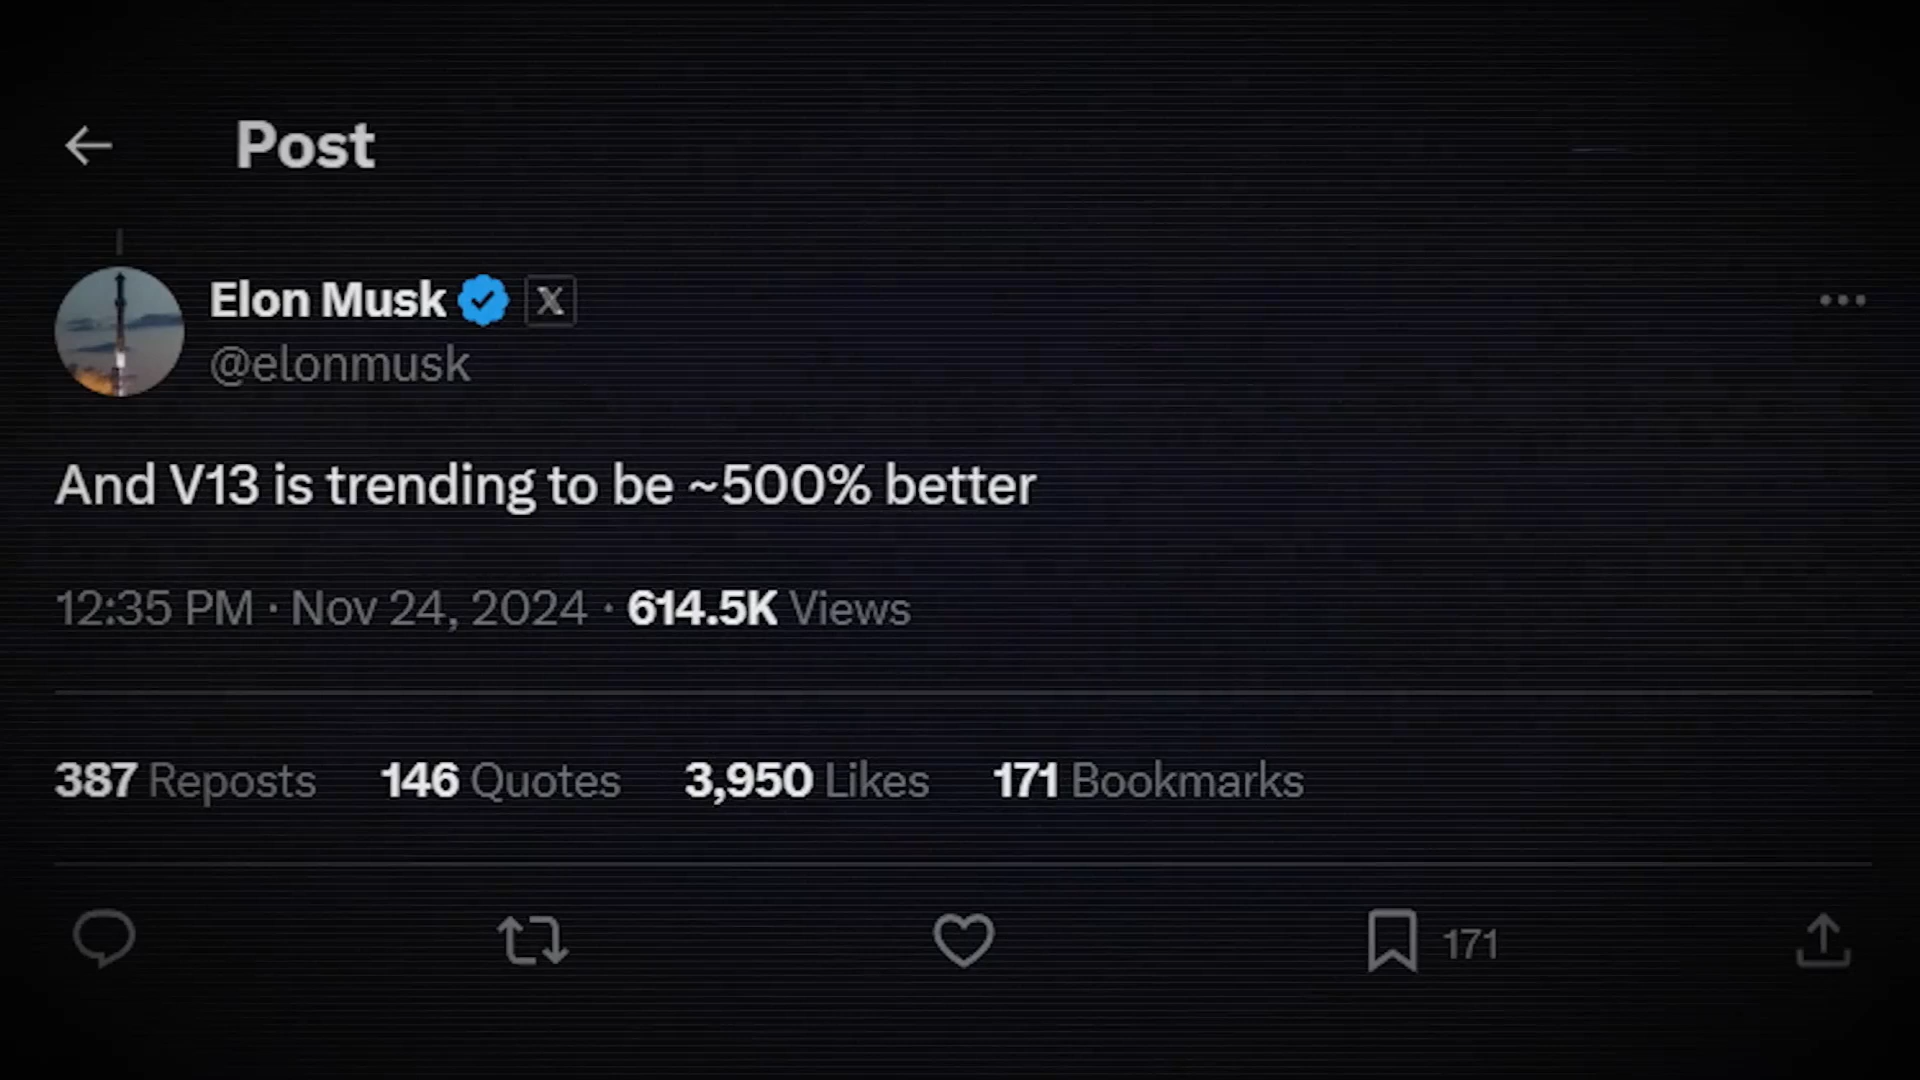 Post
Elon Musk
@elonmusk
And V13 is trending to be ~500% better
12:35 PM · Nov 24, 2024 · 614.5K Views
387 Reposts 146 Quotes 3,950 Likes 171 Bookmarks
171